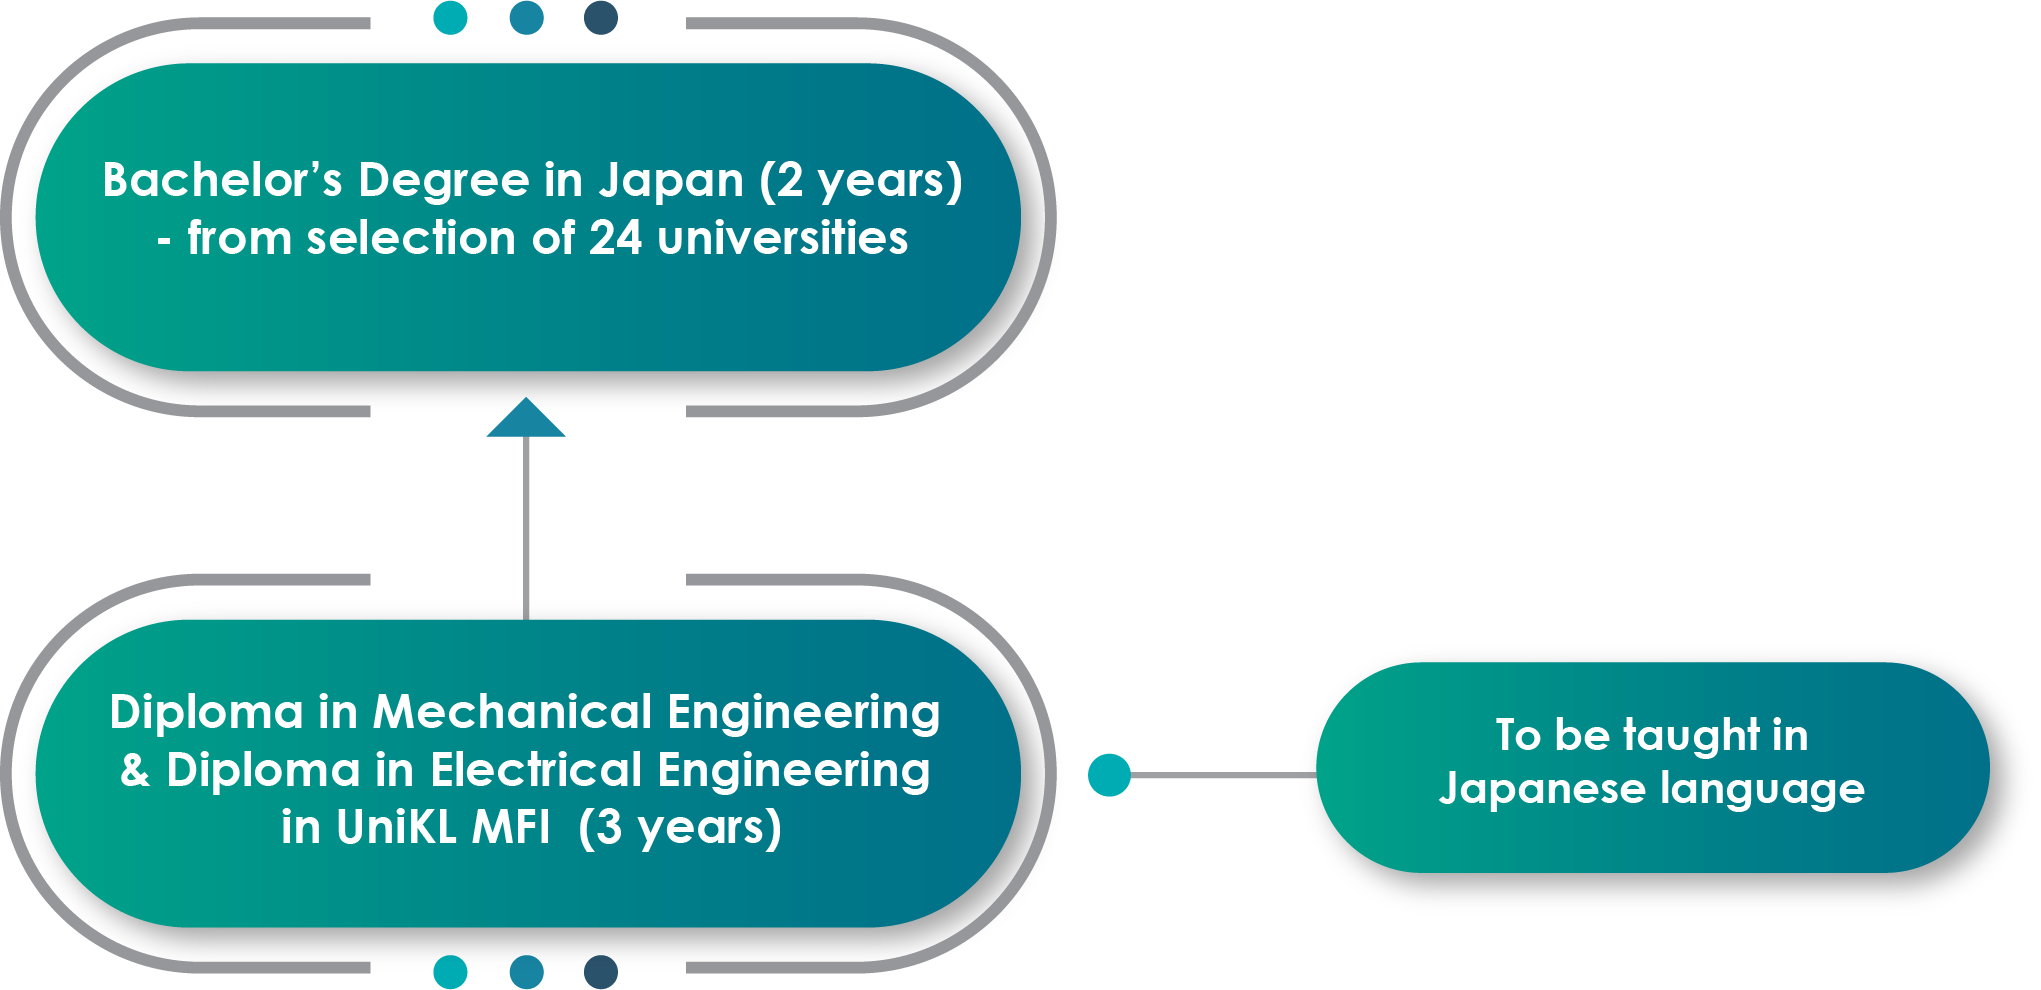 Bachelor’s Degree in Japan (2 years)
- from selection of 24 universities
Diploma in Mechanical Engineering
& Diploma in Electrical Engineering
in UniKL MFI  (3 years)
To be taught in
Japanese language